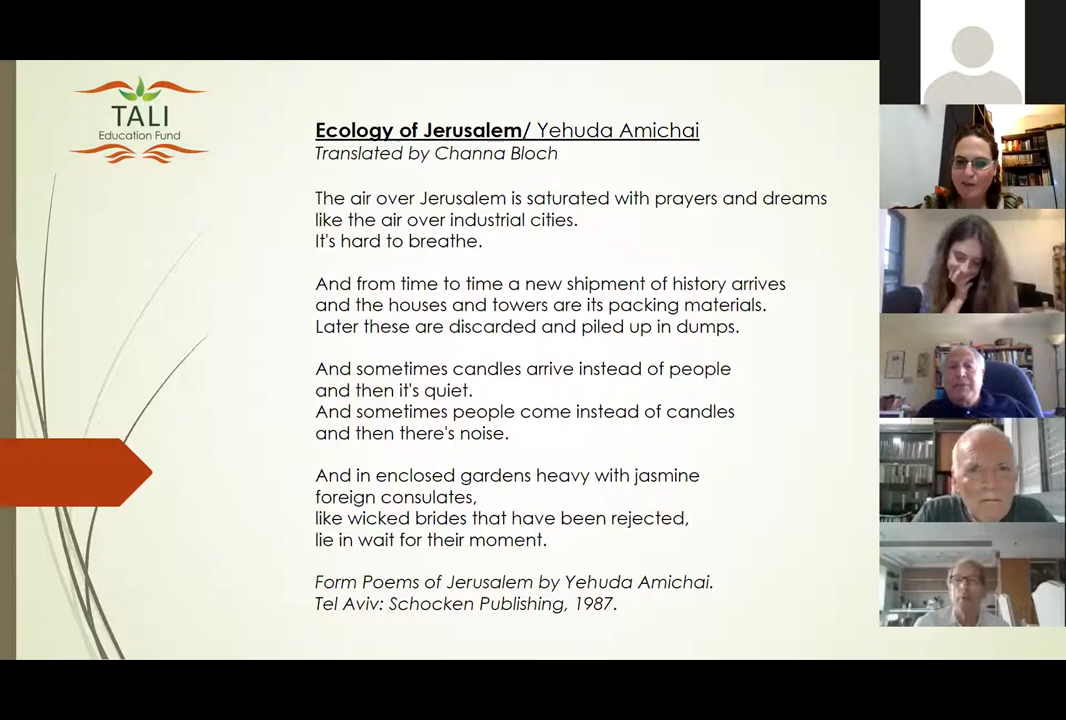 TALI
Education Fund
Ecology of Jerusalem/ Yehuda Amichai
Translated by Channa Bloch
The air over Jerusalem is saturated with prayers and dreams
like the air over industrial cities.
It's hard to breathe.
And from time to time a new shipment of history arrives
and the houses and towers are its packing materials.
Later these are discarded and piled up in dumps.
And sometimes candles arrive instead of people
and then it's quiet.
And sometimes people come instead of candles
and then there's noise.
And in enclosed gardens heavy with jasmine
foreign consulates,
like wicked brides that have been rejected,
lie in wait for their moment.
Form Poems of Jerusalem by Yehuda Amichai.
Tel Aviv: Schocken Publishing, 1987.